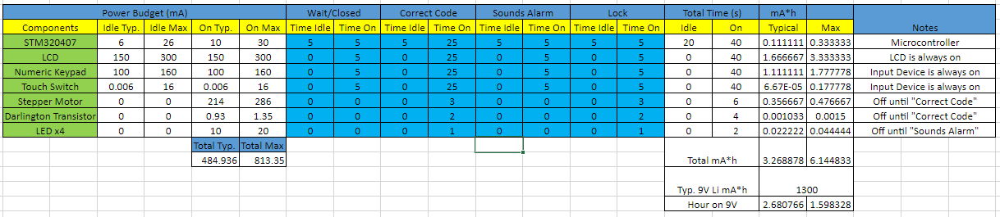 Power Budget (mA) Wait/Closed Correct Code Sounds Alarm Lock Total Time (s) mA*h
Components Idle Typ. Idle Max On Typ. On Max Time Idle Time On Time Idle Time On Time Idle Time On Time Idle Time On Idle On Typical Max Notes
STM320407 6 26 10 30 5 5 5 25 5 5 5 5 20 40 0.111111 0.333333 Microcontroller
LCD 150 300 150 300 0 5 0 25 0 5 0 5 0 40 1.666667 3.333333 LCD is always on
Numeric Keypad 100 160 100 160 0 5 0 25 0 5 0 5 0 40 1.111111 1.777778 Input Device is always on
Touch Switch 0.006 16 0.006 16 0 5 0 25 0 5 0 5 0 40 6.67E-05 0.177778 Input Device is always on
Stepper Motor 0 0 214 286 0 0 0 3 0 0 0 3 0 6 0.356667 0.476667 Off until "Correct Code"
Darlington Transistor 0 0 0.93 1.35 0 0 0 2 0 0 0 2 0 4 0.001033 0.0015 Off until "Correct Code"
LED x4 0 0 10 20 0 0 0 1 0 0 0 1 0 2 0.022222 0.044444 Off until "Sounds Alarm"
Total Typ. Total Max
484.936 813.35 Total mA*h 3.268878 6.144833
Typ. 9V Li mA*h 1300
Hour on 9V 2.680766 1.598328